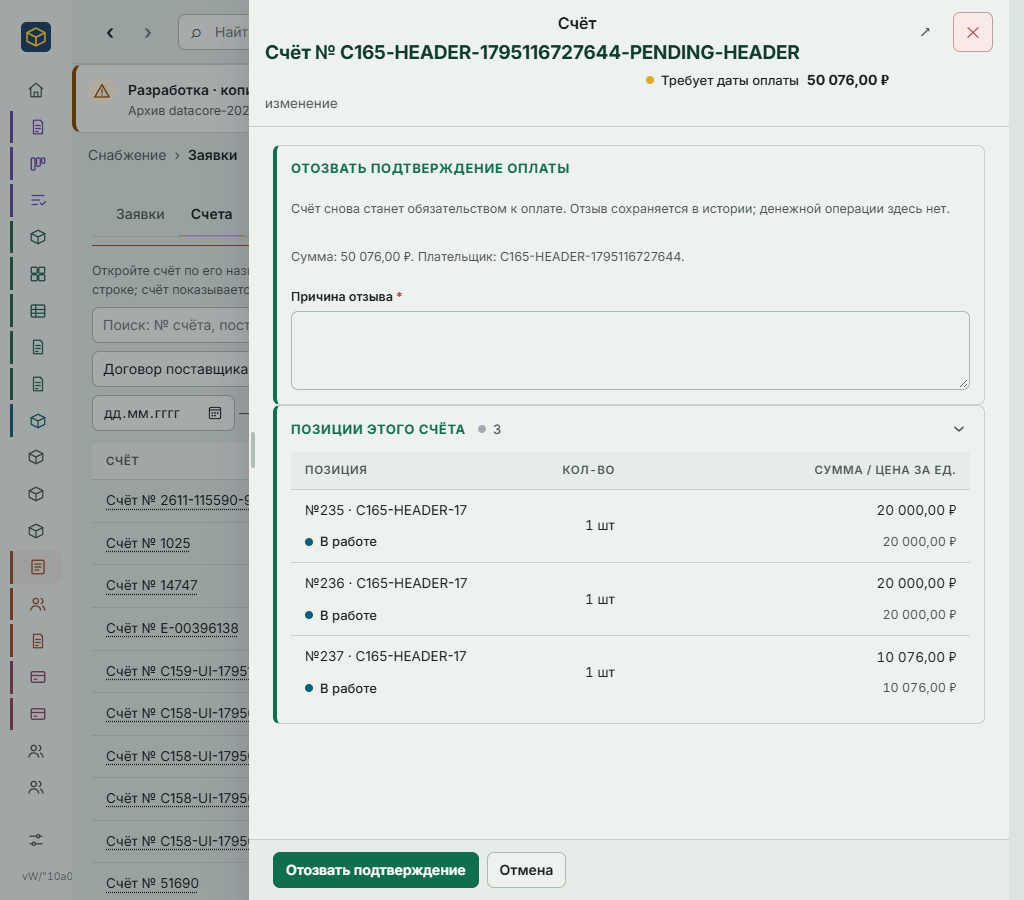 Счёт
Счёт № C165-HEADER-1795116727644-PENDING-HEADER
Требует даты оплаты 50 076,00 ₽
изменение
Найт
Разработка · копи
Архив datacore-202
Снабжение › Заявки
Заявки Счета
Откройте счёт по его назв
строке; счёт показываетс
Поиск: № счёта, пост
Договор поставщика
дд.мм.гггг —
СЧЁТ
Счёт № 2611-115590-9
Счёт № 1025
Счёт № 14747
Счёт № E-00396138
Счёт № C159-UI-1795
Счёт № C158-UI-1795
Счёт № C158-UI-1795
Счёт № C158-UI-1795
Счёт № C158-UI-1795
Счёт № 51690
vW/"10a0
ОТОЗВАТЬ ПОДТВЕРЖДЕНИЕ ОПЛАТЫ
Счёт снова станет обязательством к оплате. Отзыв сохраняется в истории; денежной операции здесь нет.
Сумма: 50 076,00 ₽. Плательщик: C165-HEADER-1795116727644.
Причина отзыва *
ПОЗИЦИИ ЭТОГО СЧЁТА 3
ПОЗИЦИЯ КОЛ-ВО СУММА / ЦЕНА ЗА ЕД.
№235 · C165-HEADER-17 20 000,00 ₽
1 шт
В работе 20 000,00 ₽
№236 · C165-HEADER-17 20 000,00 ₽
1 шт
В работе 20 000,00 ₽
№237 · C165-HEADER-17 10 076,00 ₽
1 шт
В работе 10 076,00 ₽
Отозвать подтверждение Отмена